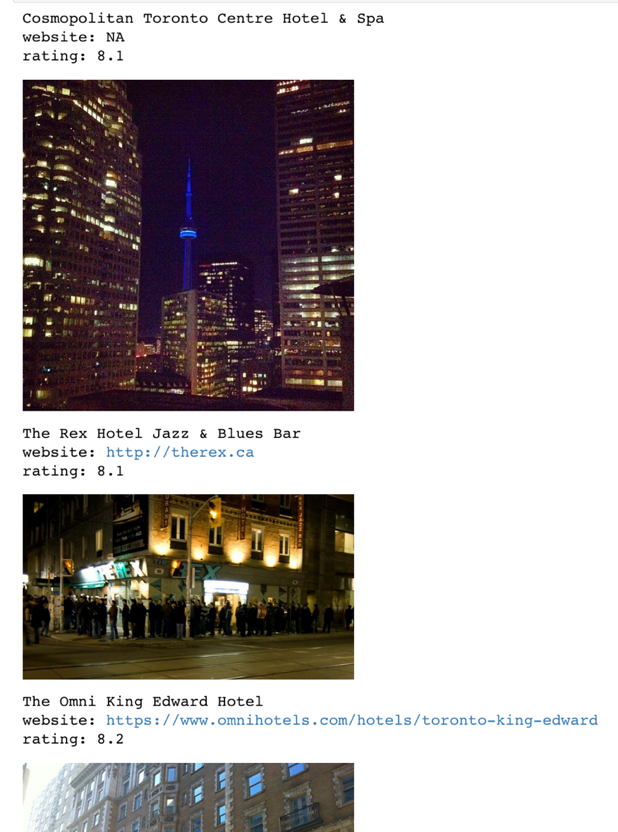 Cosmopolitan Toronto Centre Hotel & Spa
website: NA
rating: 8.1
The Rex Hotel Jazz & Blues Bar
website: http://therex.ca
rating: 8.1
REX
The Omni King Edward Hotel
website: https://www.omnihotels.com/hotels/toronto-king-edward
rating: 8.2